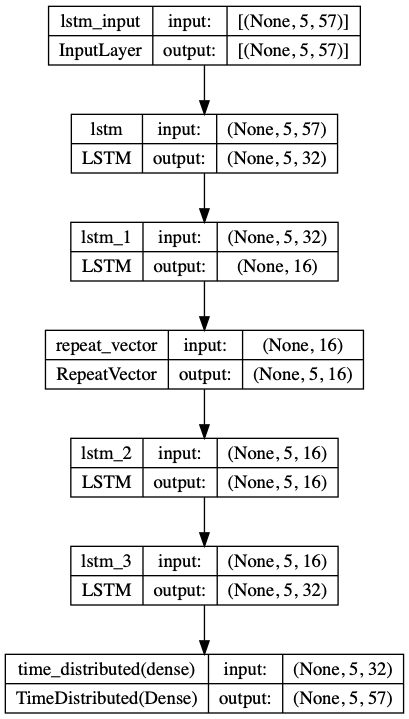 lstm_input input: [(None, 5, 57)]
InputLayer output: [(None, 5, 57)]
lstm input: (None, 5, 57)
LSTM output: (None, 5, 32)
lstm_1 input: (None, 5, 32)
LSTM output: (None, 16)
repeat_vector input: (None, 16)
RepeatVector output: (None, 5, 16)
lstm_2 input: (None, 5, 16)
LSTM output: (None, 5, 16)
lstm_3 input: (None, 5, 16)
LSTM output: (None, 5, 32)
time_distributed(dense) input: (None, 5, 32)
TimeDistributed(Dense) output: (None, 5, 57)